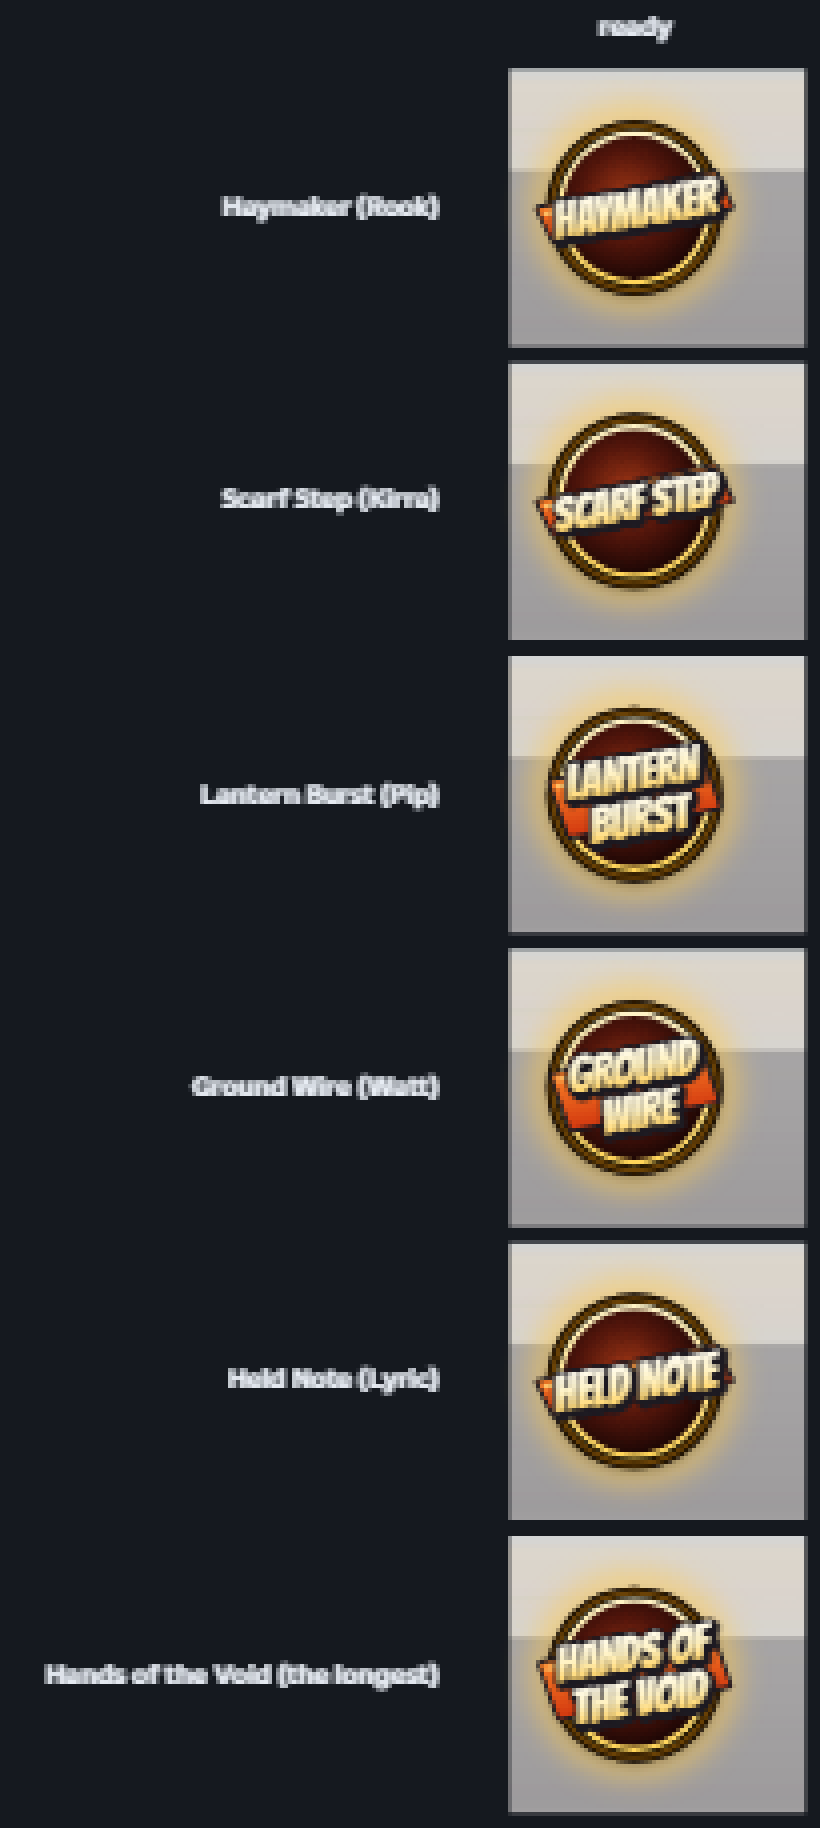 ready
Haymaker (Rook)
HAYMAKER
Scarf Step (Kirra)
SCARF STEP
Lantern Burst (Pip)
LANTERN
BURST
Ground Wire (Watt)
GROUND
WIRE
Held Note (Lyric)
HELD NOTE
Hands of the Void (the longest)
HANDS OF
THE VOID